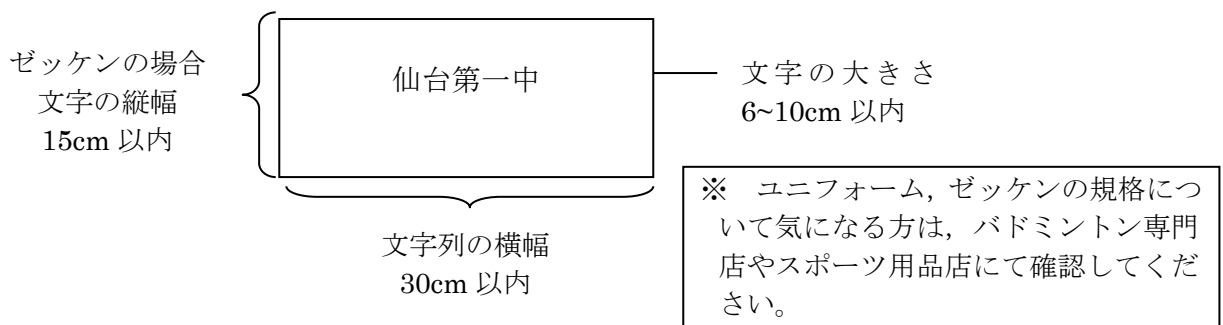 ゼッケンの場合
文字の縦幅
15cm 以内
仙台第一中
文字の大きさ
6~10cm 以内
文字列の横幅
30cm 以内
※　ユニフォーム, ゼッケンの規格につ
いて気になる方は，バドミントン専門
店やスポーツ用品店にて確認してくだ
さい。